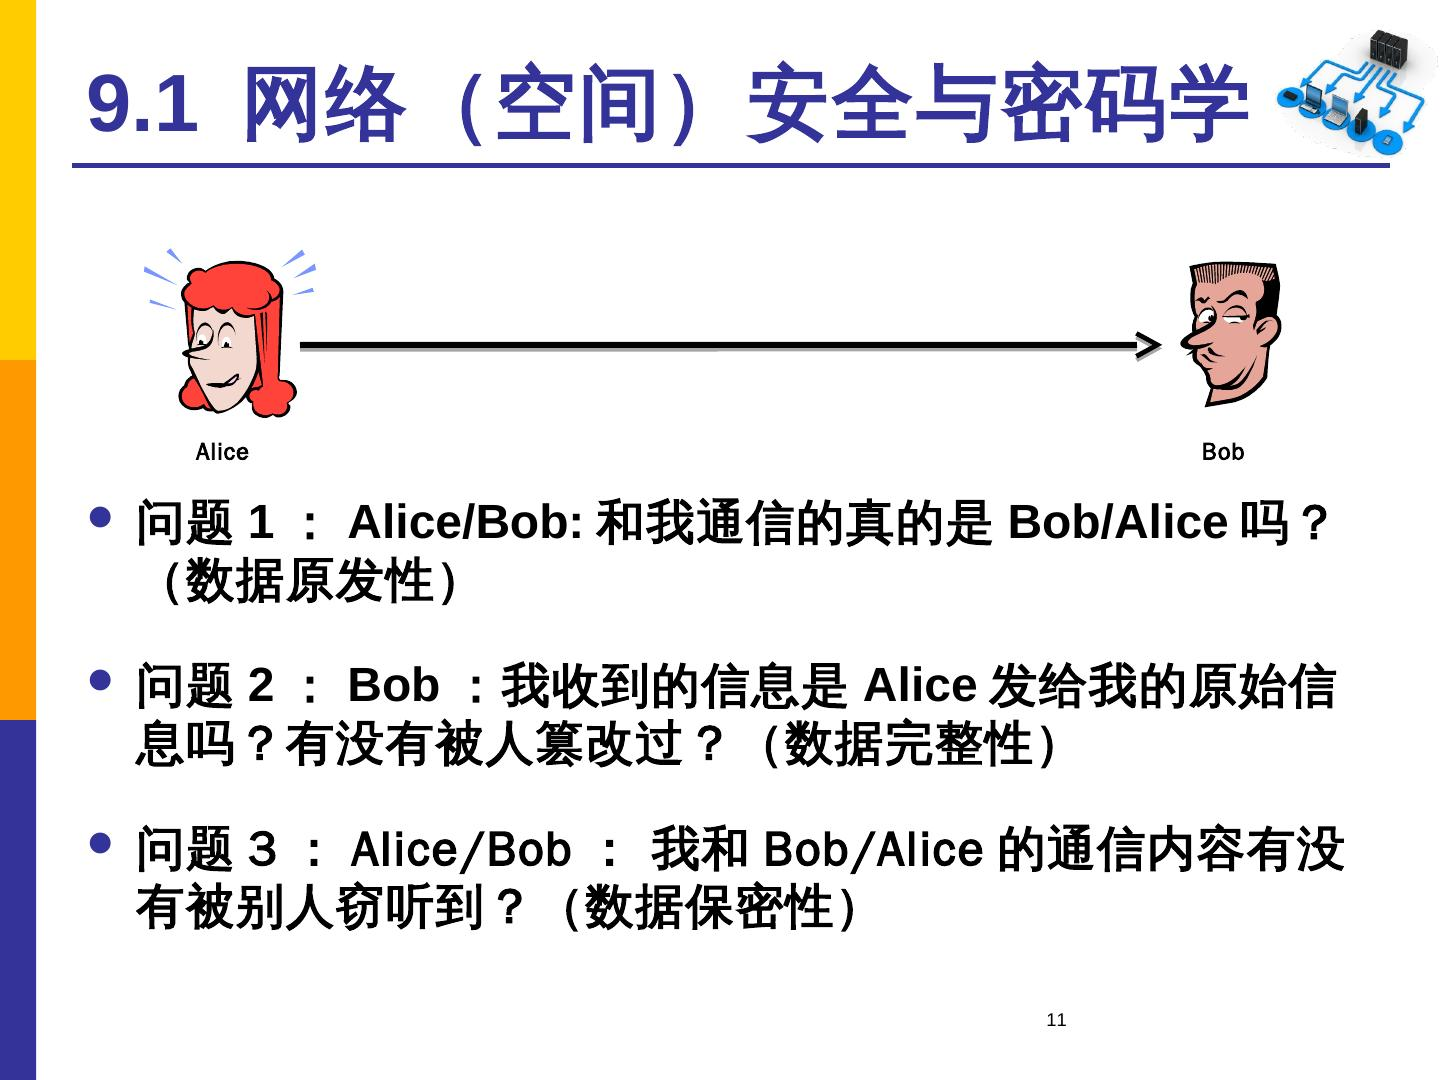 9.1 网络（空间）安全与密码学
Alice
Bob
问题 1 ： Alice/Bob: 和我通信的真的是 Bob/Alice 吗？
（数据原发性）
问题 2 ： Bob ：我收到的信息是 Alice 发给我的原始信
息吗？有没有被人篡改过？（数据完整性）
问题 3 ： Alice/Bob ： 我和 Bob/Alice 的通信内容有没
有被别人窃听到？（数据保密性）
11